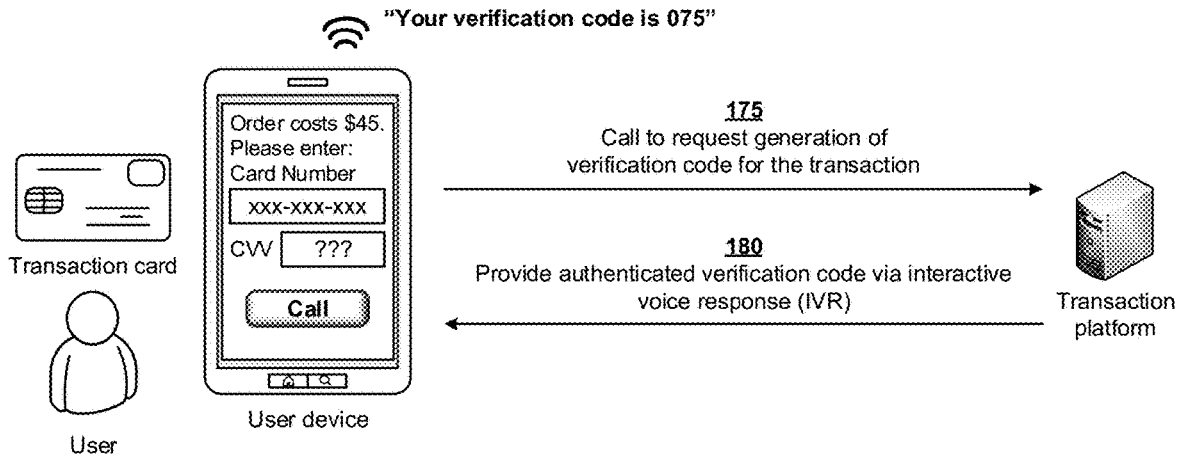 “Your verification code is 075”
Order costs $45.
Please enter:
Card Number
xxx-xxx-xxx
CVV ???
Call
Transaction card
User
User device
175
Call to request generation of
verification code for the transaction
180
Provide authenticated verification code via interactive
voice response (IVR)
Transaction
platform